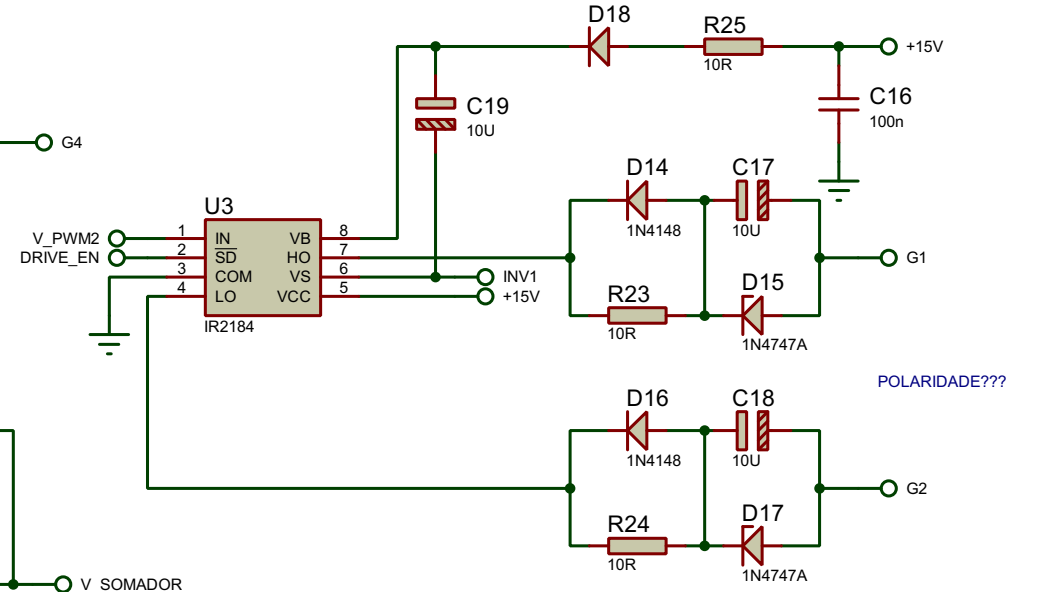 D18
R25
+15V
10R
C19
10U
C16
100n
G4
D14
C17
1N4148
10U
U3
V_PWM2
1
IN
VB
8
DRIVE_EN
2
SD
HO
7
3
COM
VS
6
INV1
4
LO
VCC
5
+15V
IR2184
G1
R23
10R
D15
1N4747A
POLARIDADE???
D16
C18
1N4148
10U
G2
R24
10R
D17
1N4747A
V SOMADOR